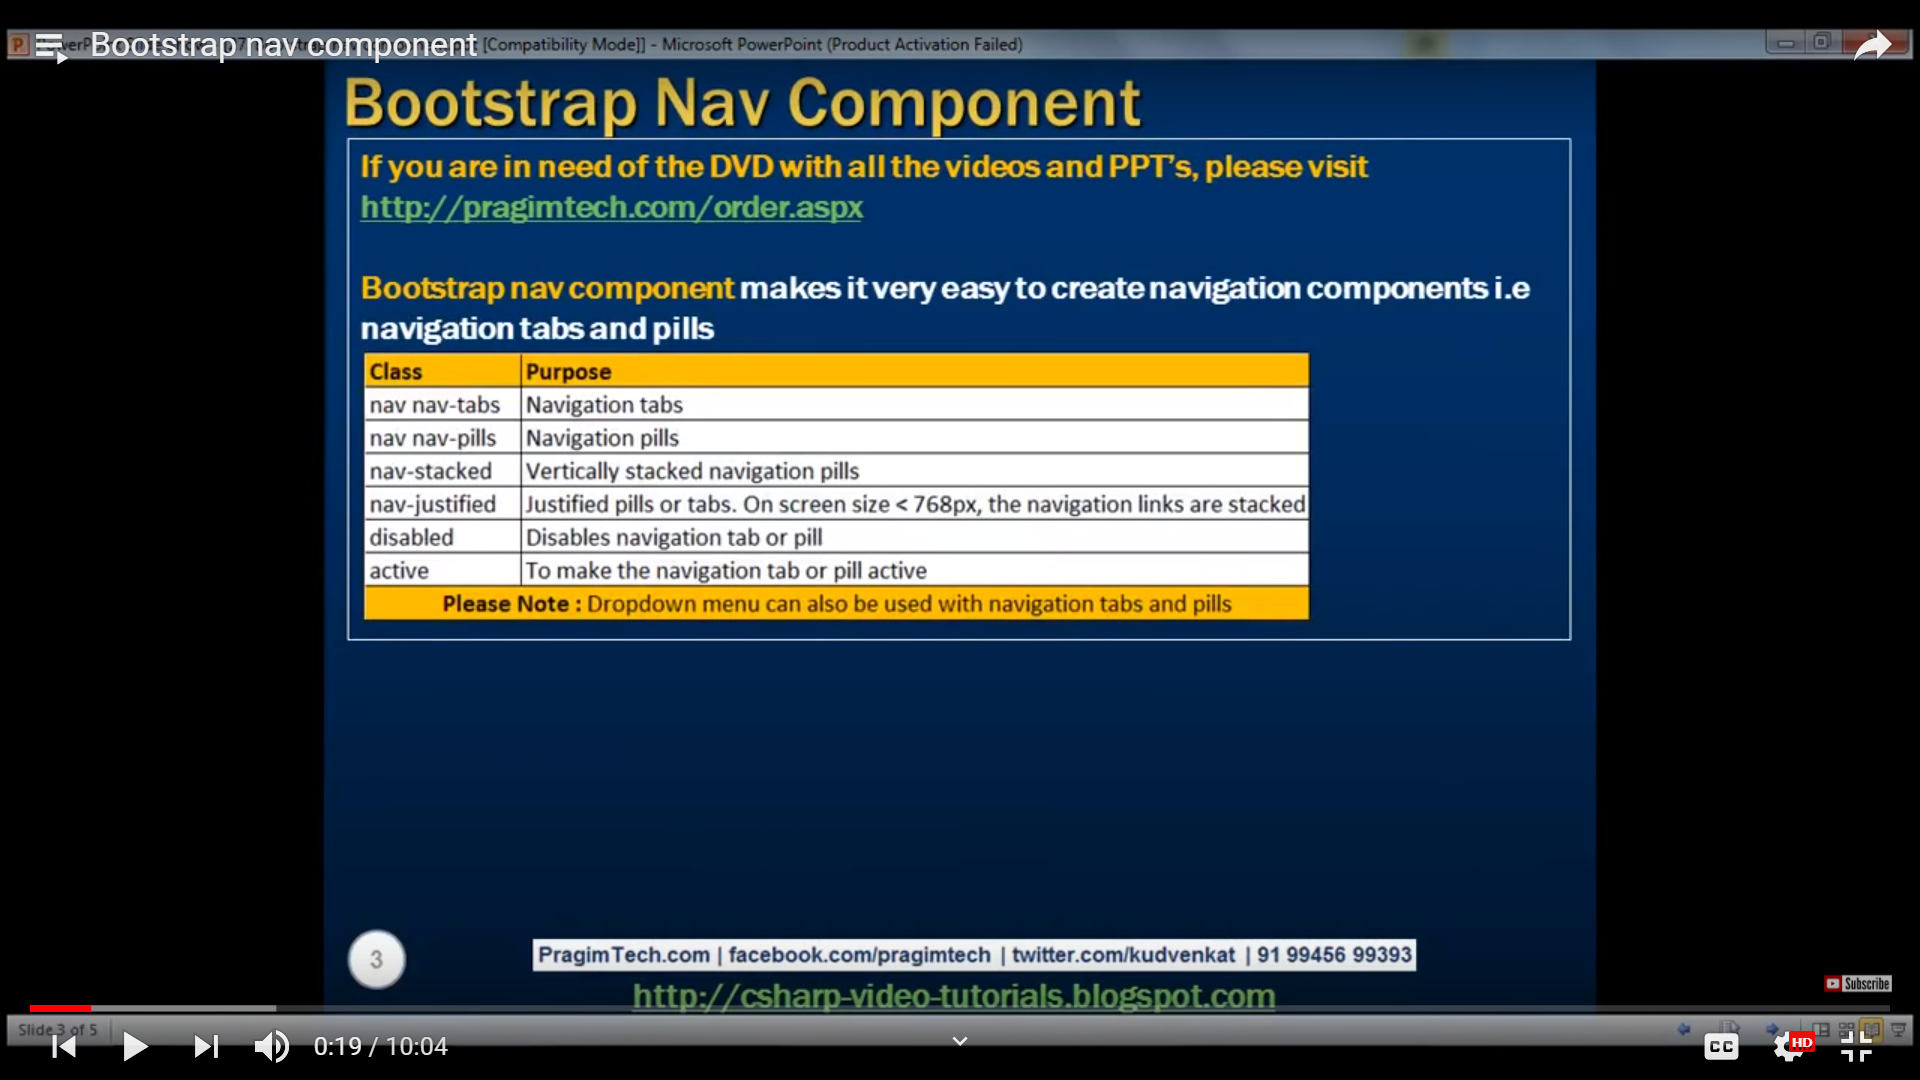 Bootstrap nav component
[Compatibility Mode]] - Microsoft PowerPoint (Product Activation Failed)
Bootstrap Nav Component
If you are in need of the DVD with all the videos and PPT's, please visit
http://pragimtech.com/order.aspx
Bootstrap nav component makes it very easy to create navigation components i.e
navigation tabs and pills
Class Purpose
nav nav-tabs Navigation tabs
nav nav-pills Navigation pills
nav-stacked Vertically stacked navigation pills
nav-justified Justified pills or tabs. On screen size < 768px, the navigation links are stacked
disabled Disables navigation tab or pill
active To make the navigation tab or pill active
Please Note : Dropdown menu can also be used with navigation tabs and pills
3
PragimTech.com | facebook.com/pragimtech | twitter.com/kudvenkat | 91 99456 99393
Subscribe
http://csharp-video-tutorials.blogspot.com
Slide 3 of 5
0:19 / 10:04
CC
HD